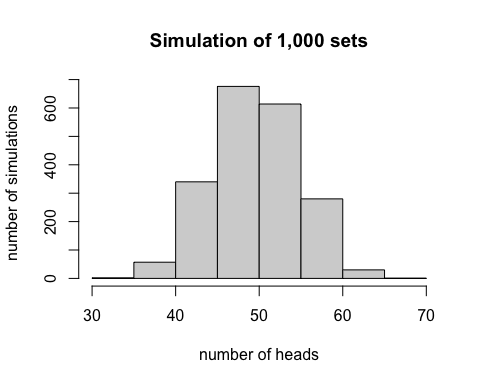 Simulation of 1,000 sets
number of simulations
600
400
200
0
30 40 50 60 70
number of heads